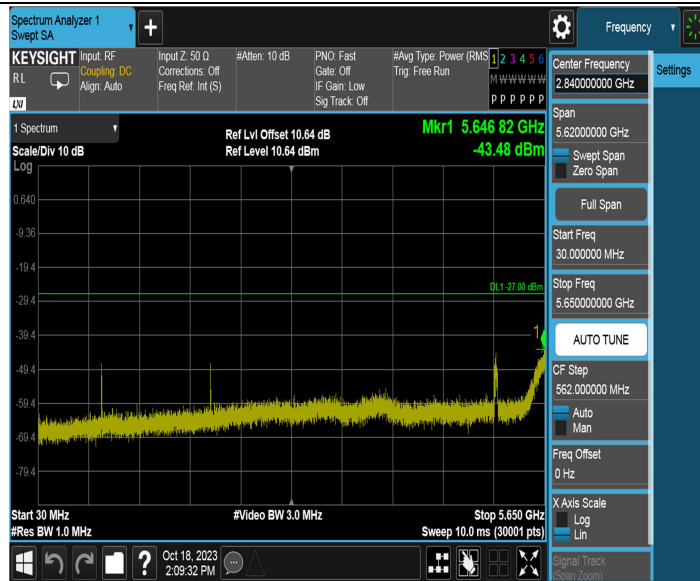 Spectrum Analyzer 1
Swept SA
+
Frequency
KEYSIGHT
RL
LXI
Input: RF
Coupling: DC
Align: Auto
Input Z: 50 Ω
Corrections: Off
Freq Ref: Int (S)
#Atten: 10 dB
PNO: Fast
Gate: Off
IF Gain: Low
Sig Track: Off
#Avg Type: Power (RMS
Trig: Free Run
1 2 3 4 5 6
M W W W W W
P P P P P P
1 Spectrum
Scale/Div 10 dB
Log
Ref Lvl Offset 10.64 dB
Ref Level 10.64 dBm
Mkr1 5.646 82 GHz
-43.48 dBm
0.640
-9.36
-19.4
-29.4
-39.4
-59.4
-69.4
-79.4
DL1 -27.00 dBm
1
Start 30 MHz
#Res BW 1.0 MHz
#Video BW 3.0 MHz
Stop 5.650 GHz
Sweep 10.0 ms (30001 pts)
?
Oct 18, 2023
2:09:32 PM
Center Frequency
2.840000000 GHz
Settings
Span
5.62000000 GHz
Swept Span
Zero Span
Full Span
Start Freq
30.000000 MHz
Stop Freq
5.650000000 GHz
AUTO TUNE
CF Step
562.000000 MHz
Auto
Man
Freq Offset
0 Hz
X Axis Scale
Log
Lin
Signal Track
(Span Zoom)